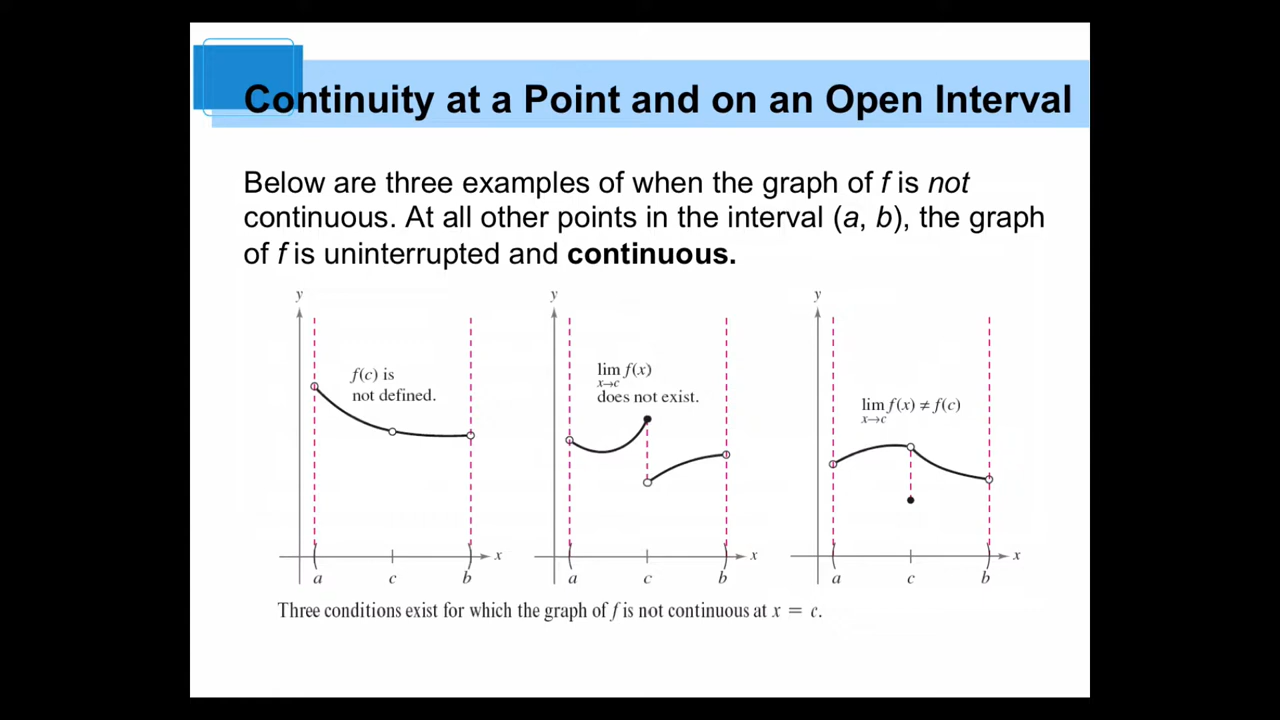 Continuity at a Point and on an Open Interval
Below are three examples of when the graph of f is not
continuous. At all other points in the interval (a, b), the graph
of f is uninterrupted and continuous.
y
f(c) is
not defined.
x
a
c
b
y
lim f(x)
x→c
does not exist.
x
a
c
b
y
lim f(x) ≠ f(c)
x→c
x
a
c
b
Three conditions exist for which the graph of f is not continuous at x = c.